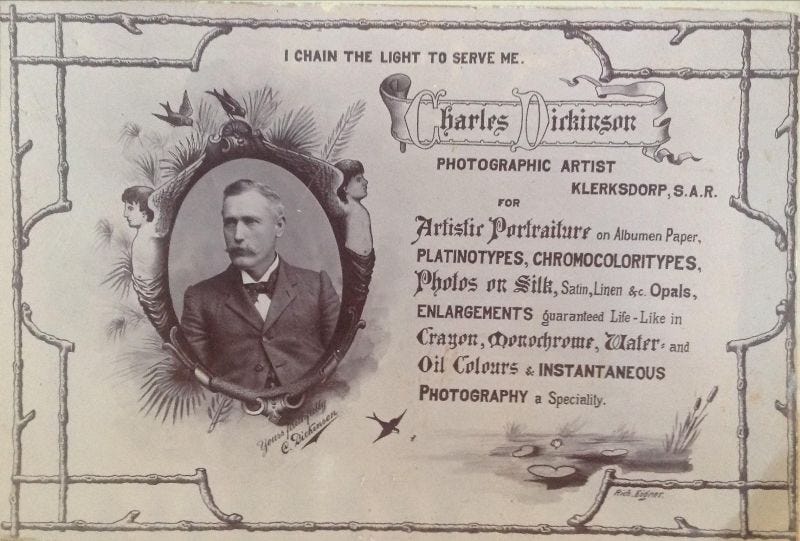 I CHAIN THE LIGHT TO SERVE ME.
Charles Dickinson
PHOTOGRAPHIC ARTIST
KLERKSDORP, S.A.R.
FOR
Artistic Portraiture on Albumen Paper,
PLATINOTYPES, CHROMOCOLORITYPES,
Photos on Silk, Satin, Linen &c. Opals,
ENLARGEMENTS guaranteed Life-Like in
Crayon, Monochrome, Water- and
Oil Colours & INSTANTANEOUS
PHOTOGRAPHY a Speciality.
Yours faithfully
C. Dickinson
Rich.